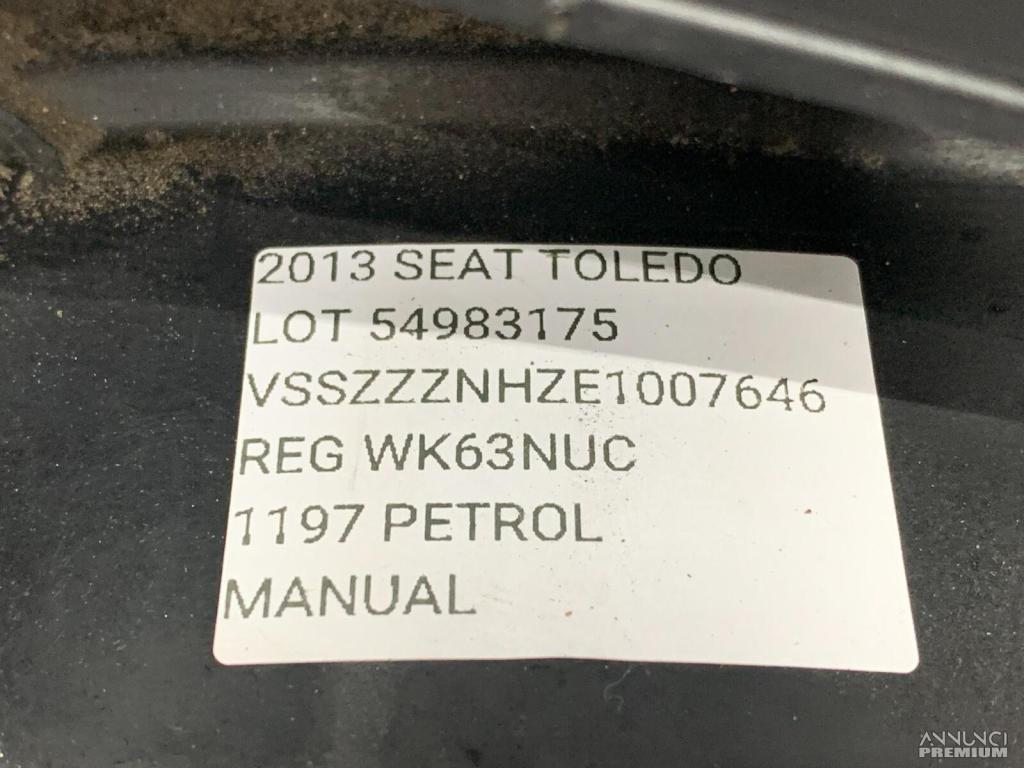 2013 SEAT TOLEDO
LOT 54983175
VSSZZZNHZE1007646
REG WK63NUC
1197 PETROL
MANUAL
ANNUNCI
PREMIUM